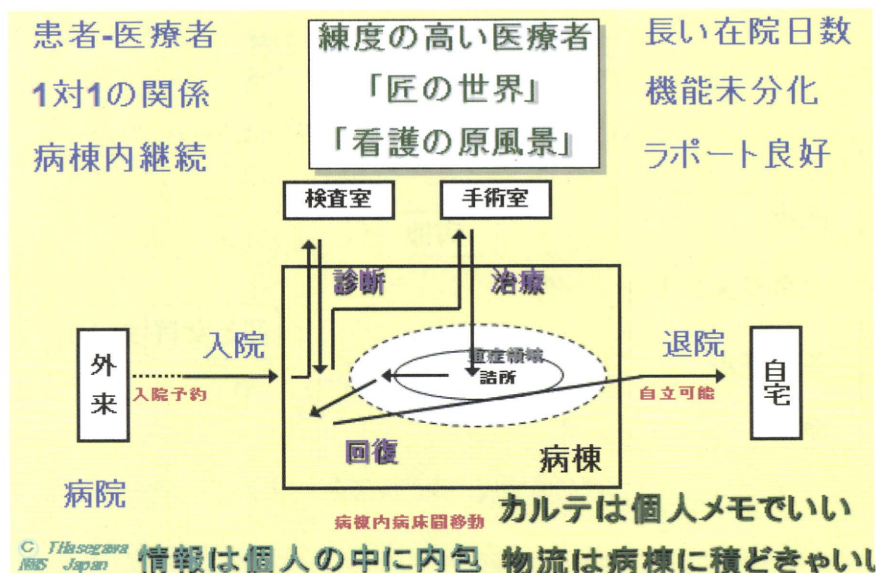 患者-医療者
1対1の関係
病棟内継続
練度の高い医療者
「匠の世界」
「看護の原風景」
長い在院日数
機能未分化
ラポート良好
検査室
手術室
診断
治療
外来
入院
入院予約
重症領域
詰所
退院
自立可能
自宅
回復
病棟
病院
病棟内病床間移動
カルテは個人メモでいい
© THasegawa
NMS Japan
情報は個人の中に内包
物流は病棟に積どきゃいい